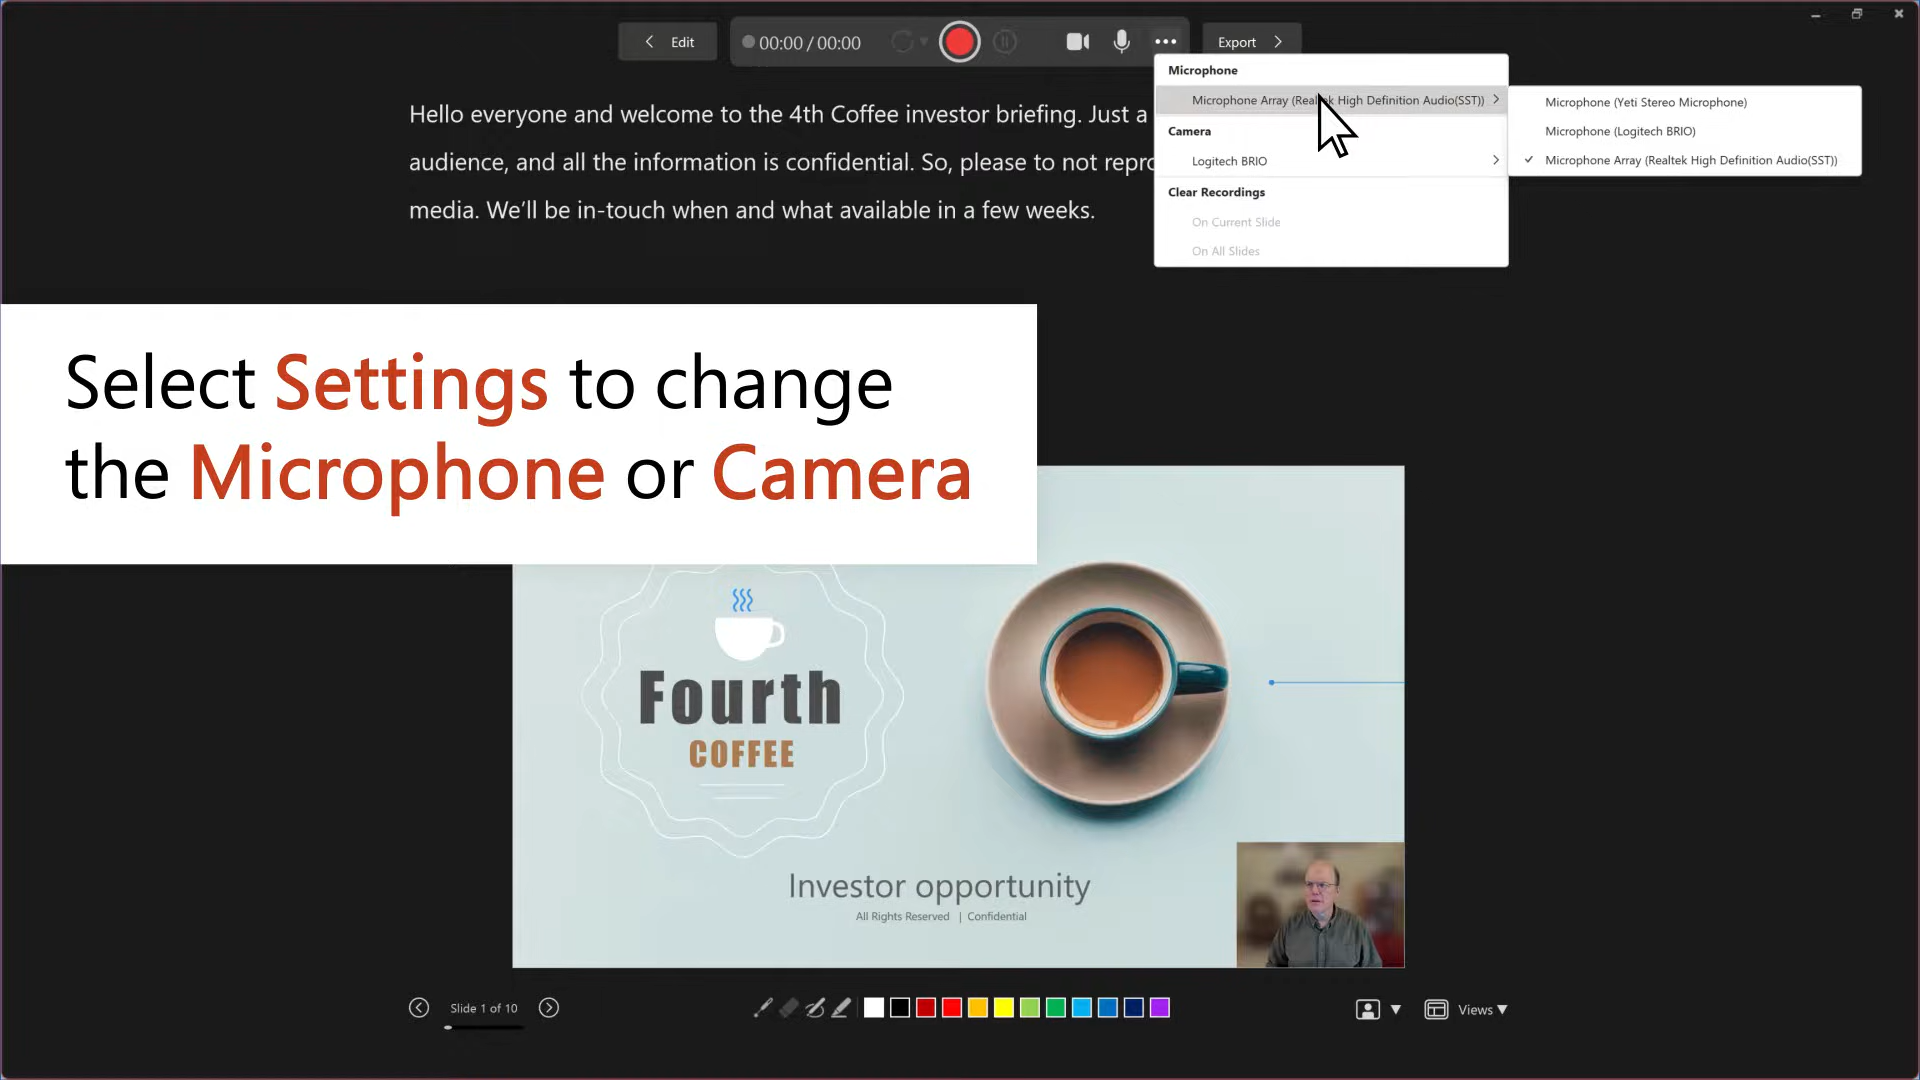 Edit
00:00 / 00:00
Export
Hello everyone and welcome to the 4th Coffee investor briefing. Just a
audience, and all the information is confidential. So, please to not repro
media. We'll be in-touch when and what available in a few weeks.
Microphone
Microphone Array (Realtek High Definition Audio(SST))
Camera
Logitech BRIO
Clear Recordings
On Current Slide
On All Slides
Microphone (Yeti Stereo Microphone)
Microphone (Logitech BRIO)
Microphone Array (Realtek High Definition Audio(SST))
Select Settings to change
the Microphone or Camera
Fourth
COFFEE
Investor opportunity
All Rights Reserved | Confidential
Slide 1 of 10
Views